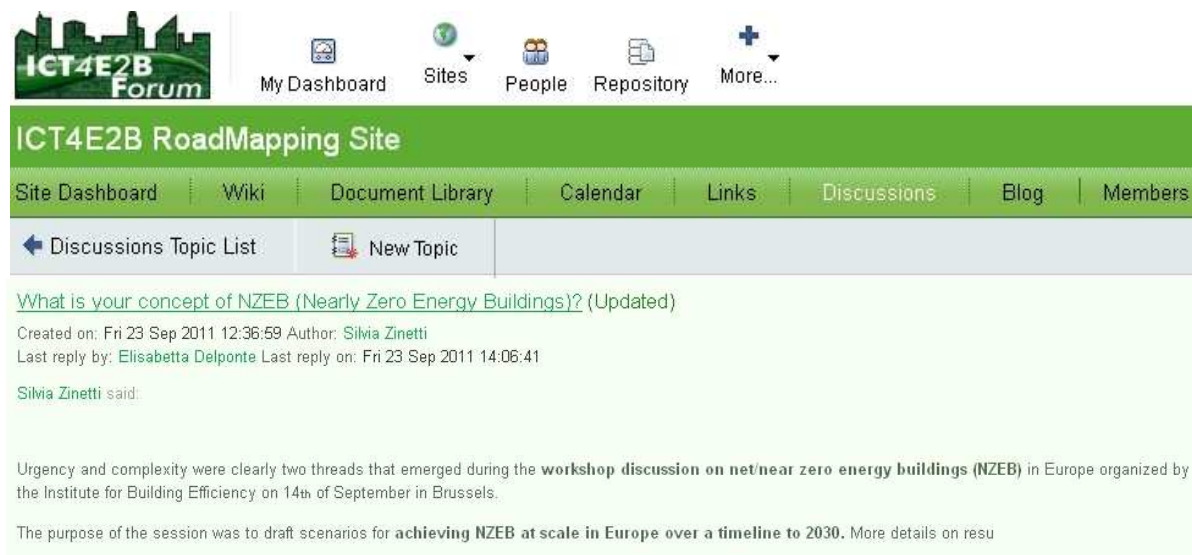 ICT4E2B
Forum
My Dashboard Sites People Repository More...
ICT4E2B RoadMapping Site
Site Dashboard Wiki Document Library Calendar Links Discussions Blog Members
Discussions Topic List New Topic
What is your concept of NZEB (Nearly Zero Energy Buildings)? (Updated)
Created on: Fri 23 Sep 2011 12:36:59 Author: Silvia Zinetti
Last reply by: Elisabetta Delponte Last reply on: Fri 23 Sep 2011 14:06:41
Silvia Zinetti said:
Urgency and complexity were clearly two threads that emerged during the workshop discussion on net/near zero energy buildings (NZEB) in Europe organized by
the Institute for Building Efficiency on 14th of September in Brussels.
The purpose of the session was to draft scenarios for achieving NZEB at scale in Europe over a timeline to 2030. More details on resu